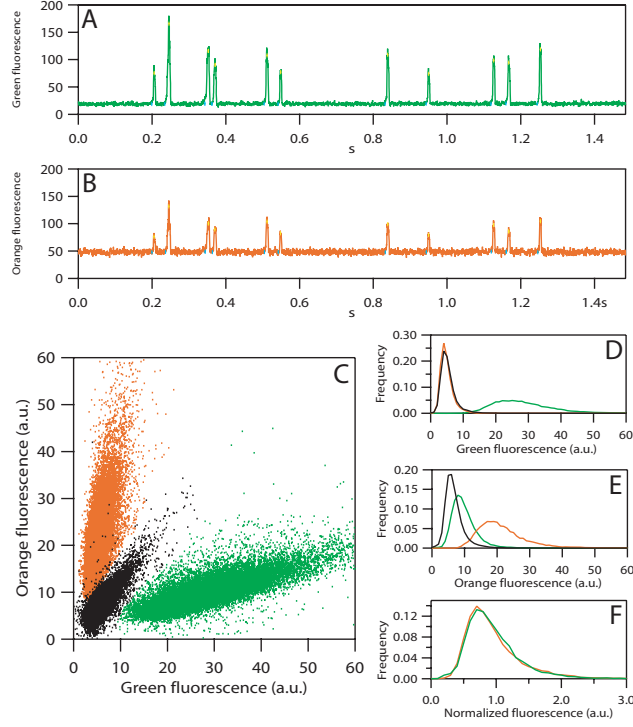 A
Green fluorescence
200
150
100
50
0
0.0 0.2 0.4 0.6 0.8 1.0 1.2 1.4
s
B
Orange fluorescence
200
150
100
50
0
0.0 0.2 0.4 0.6 0.8 1.0 1.2 1.4s
s
C
Orange fluorescence (a.u.)
60
50
40
30
20
10
0
0 10 20 30 40 50 60
Green fluorescence (a.u.)
D
Frequency
0.30
0.20
0.10
0.00
0 10 20 30 40 50 60
Green fluorescence (a.u.)
E
Frequency
0.20
0.15
0.10
0.05
0.00
0 10 20 30 40 50 60
Orange fluorescence (a.u.)
F
Frequency
0.12
0.08
0.04
0.00
0.0 1.0 2.0 3.0
Normalized fluorescence (a.u.)